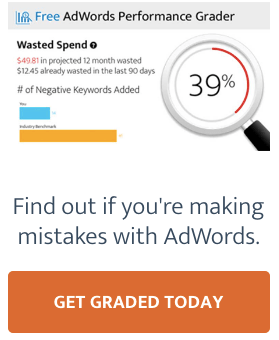 Free AdWords Performance Grader
Wasted Spend ?
$49.81 in projected 12 month wasted
$12.45 already wasted in the last 90 days
39%
# of Negative Keywords Added
You
Industry Benchmark
Find out if you're making
mistakes with AdWords.
GET GRADED TODAY